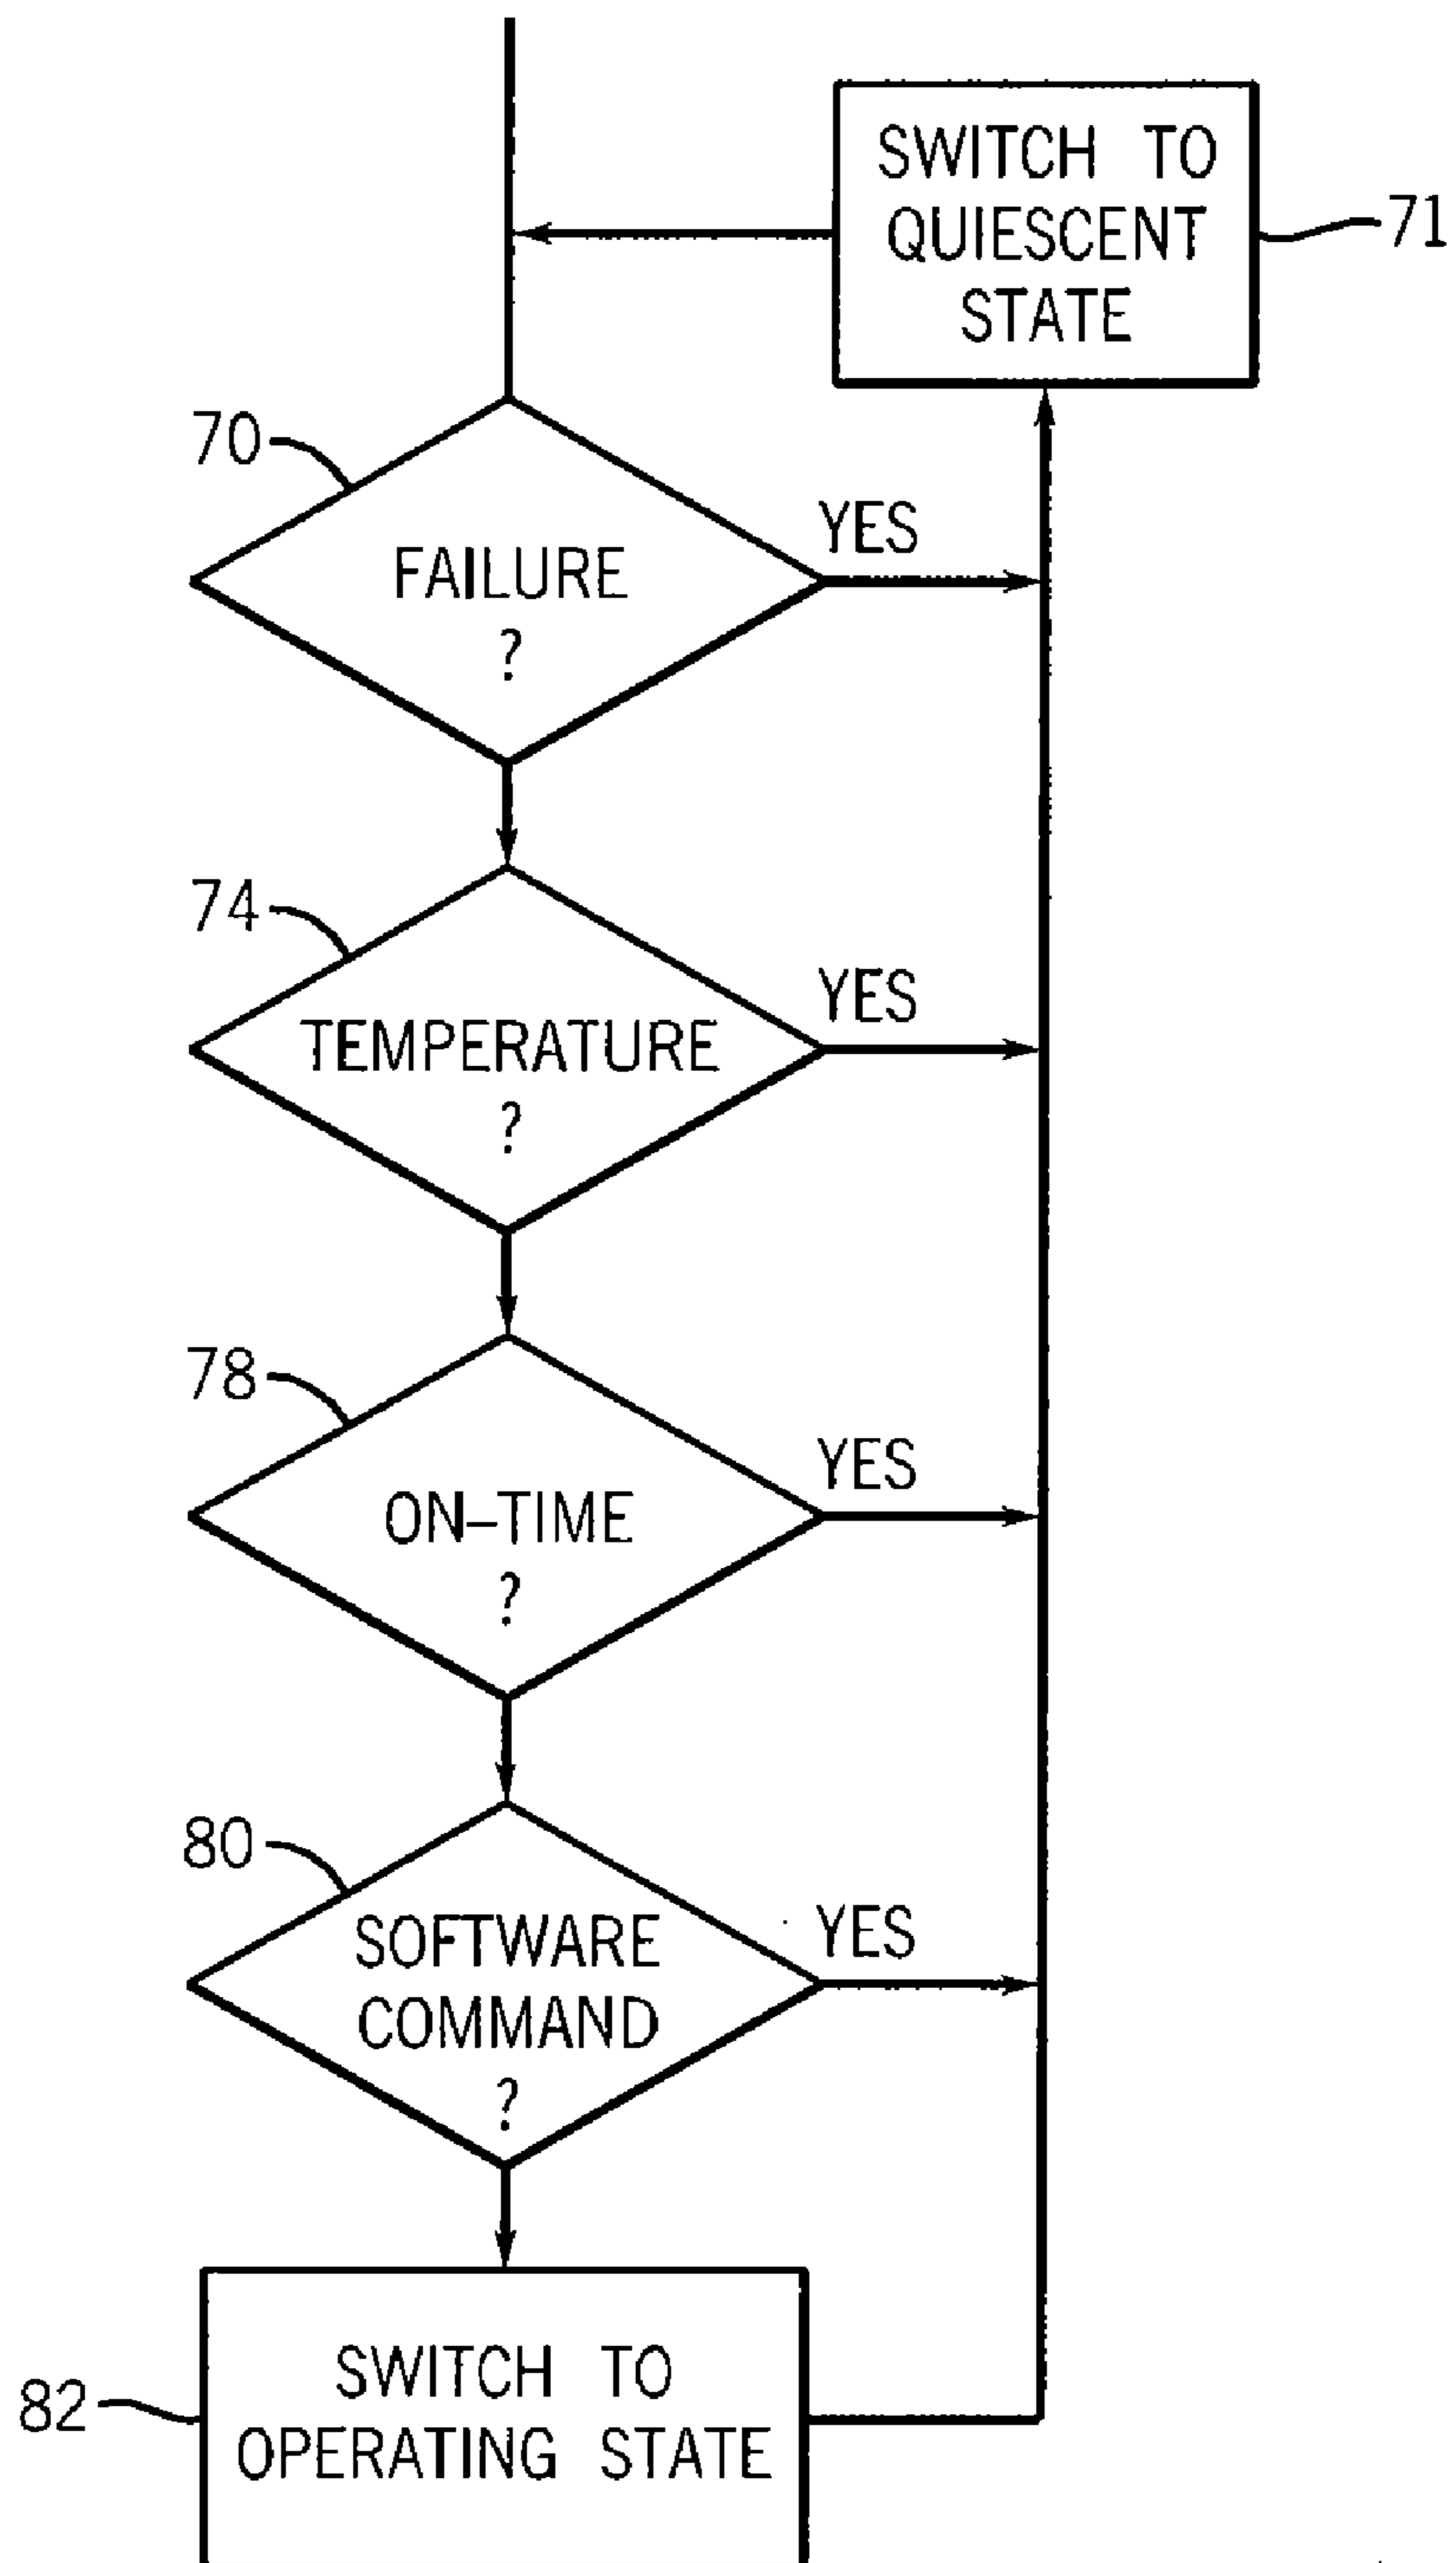 SWITCH TO
QUIESCENT
STATE
71
70
FAILURE
?
YES
74
TEMPERATURE
?
YES
78
ON–TIME
?
YES
80
SOFTWARE
COMMAND
?
YES
82
SWITCH TO
OPERATING STATE